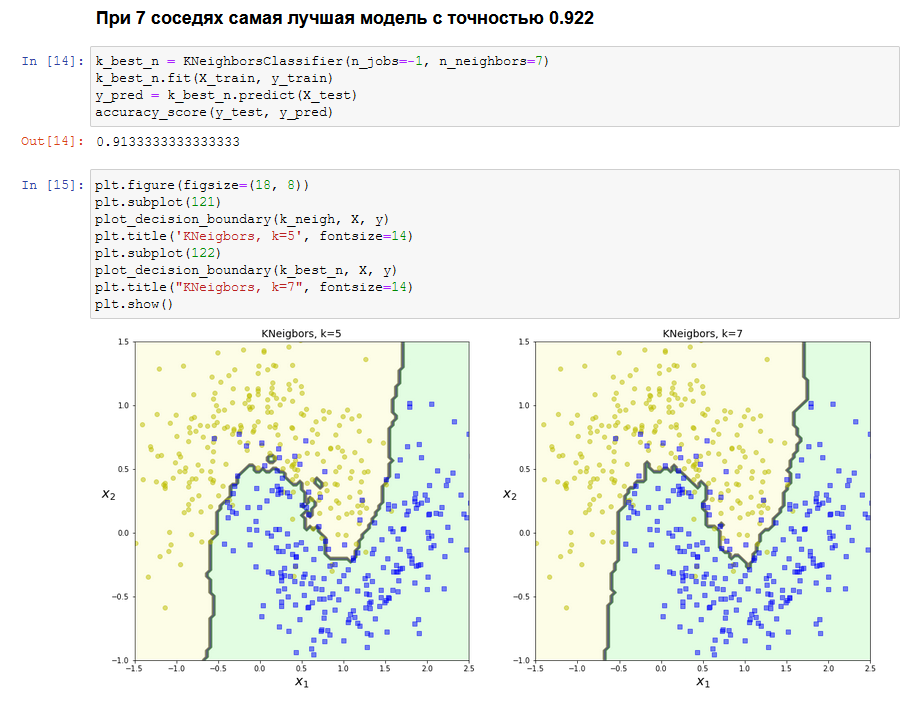 При 7 соседях самая лучшая модель с точностью 0.922
In [14]: k_best_n = KNeighborsClassifier(n_jobs=-1, n_neighbors=7)
k_best_n.fit(X_train, y_train)
y_pred = k_best_n.predict(X_test)
accuracy_score(y_test, y_pred)
Out[14]: 0.9133333333333333
In [15]: plt.figure(figsize=(18, 8))
plt.subplot(121)
plot_decision_boundary(k_neigh, X, y)
plt.title('KNeigbors, k=5', fontsize=14)
plt.subplot(122)
plot_decision_boundary(k_best_n, X, y)
plt.title("KNeigbors, k=7", fontsize=14)
plt.show()
KNeigbors, k=5
1.5
1.0
0.5
x2
0.0
−0.5
−1.0
−1.5 −1.0 −0.5 0.0 0.5 1.0 1.5 2.0 2.5
x1
KNeigbors, k=7
1.5
1.0
0.5
x2
0.0
−0.5
−1.0
−1.5 −1.0 −0.5 0.0 0.5 1.0 1.5 2.0 2.5
x1